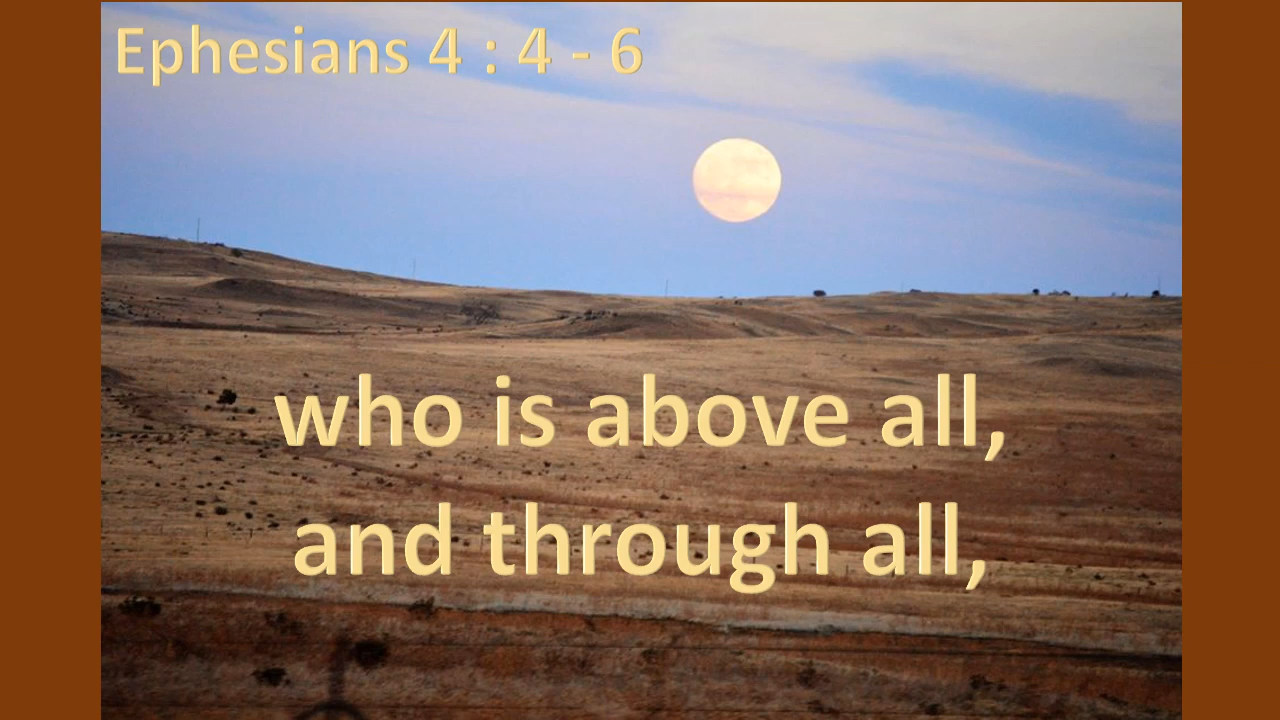 Ephesians 4 : 4 - 6
who is above all,
and through all,